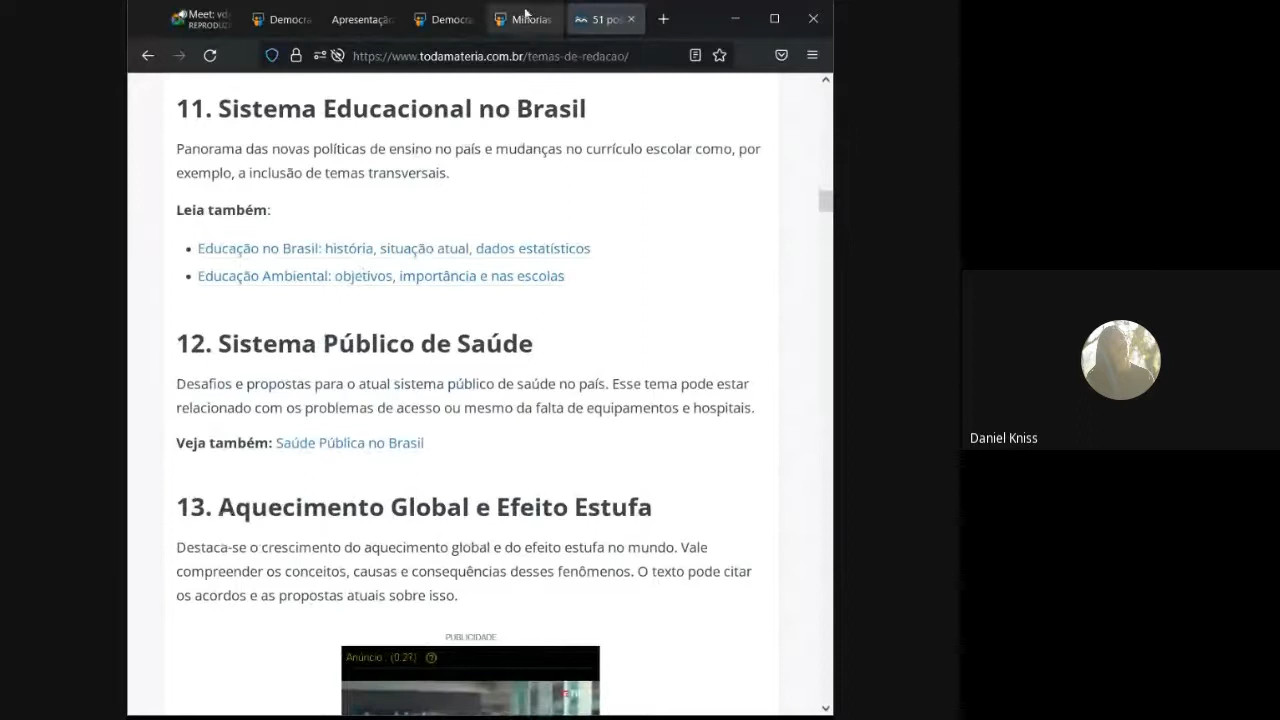 Meet: vd
REPRODUZ
Democra
Apresentação
Democra
Minorias
51 pos
https://www.todamateria.com.br/temas-de-redacao/
11. Sistema Educacional no Brasil
Panorama das novas políticas de ensino no país e mudanças no currículo escolar como, por
exemplo, a inclusão de temas transversais.
Leia também:
• Educação no Brasil: história, situação atual, dados estatísticos
• Educação Ambiental: objetivos, importância e nas escolas
12. Sistema Público de Saúde
Desafios e propostas para o atual sistema público de saúde no país. Esse tema pode estar
relacionado com os problemas de acesso ou mesmo da falta de equipamentos e hospitais.
Veja também: Saúde Pública no Brasil
13. Aquecimento Global e Efeito Estufa
Destaca-se o crescimento do aquecimento global e do efeito estufa no mundo. Vale
compreender os conceitos, causas e consequências desses fenômenos. O texto pode citar
os acordos e as propostas atuais sobre isso.
PUBLICIDADE
Anúncio : (0:27)
Daniel Kniss